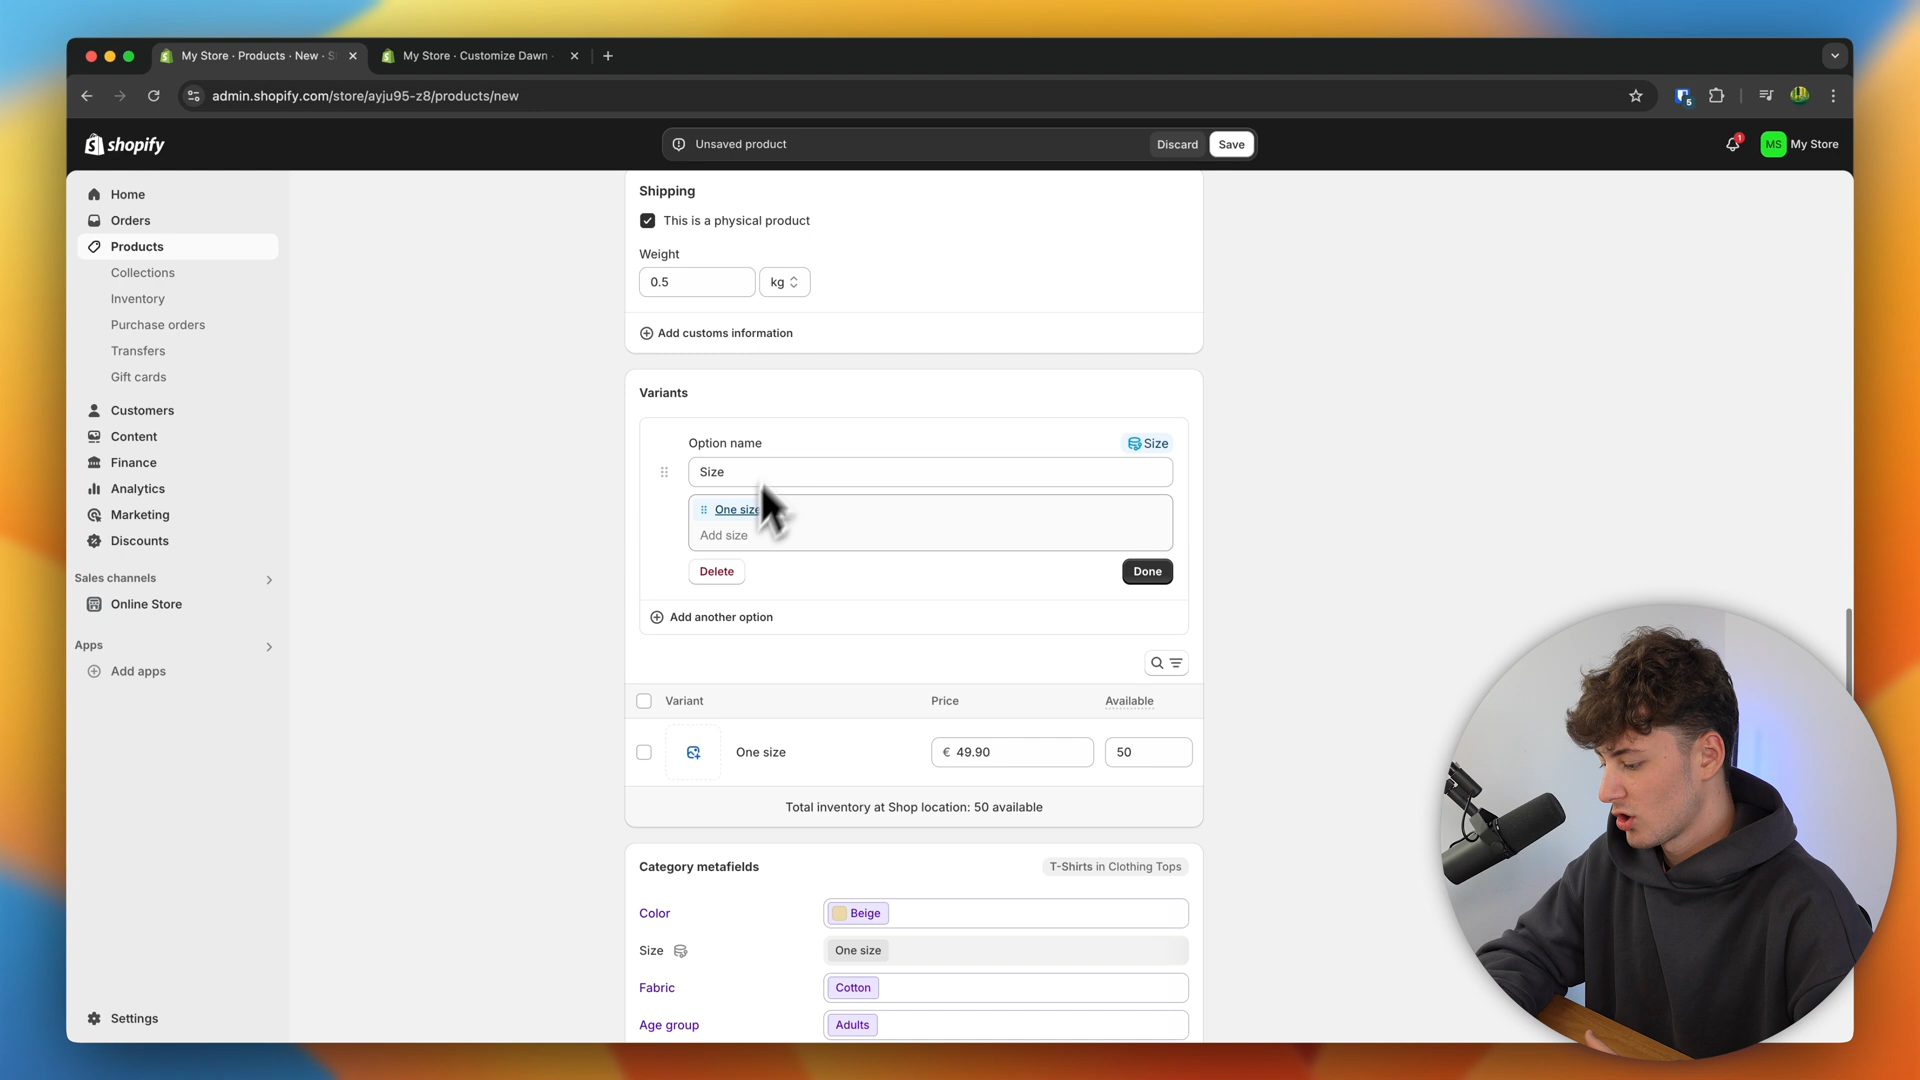 My Store · Products · New · S
My Store · Customize Dawn ·
admin.shopify.com/store/ayju95-z8/products/new
5
shopify
Unsaved product
Discard
Save
1
MS
My Store
Home
Orders
Products
Collections
Inventory
Purchase orders
Transfers
Gift cards
Customers
Content
Finance
Analytics
Marketing
Discounts
Sales channels
Online Store
Apps
Add apps
Settings
Shipping
This is a physical product
Weight
0.5
kg
Add customs information
Variants
Option name
Size
Size
One size
Add size
Delete
Done
Add another option
Variant
Price
Available
One size
€ 49.90
50
Total inventory at Shop location: 50 available
Category metafields
T-Shirts in Clothing Tops
Color
Beige
Size
One size
Fabric
Cotton
Age group
Adults